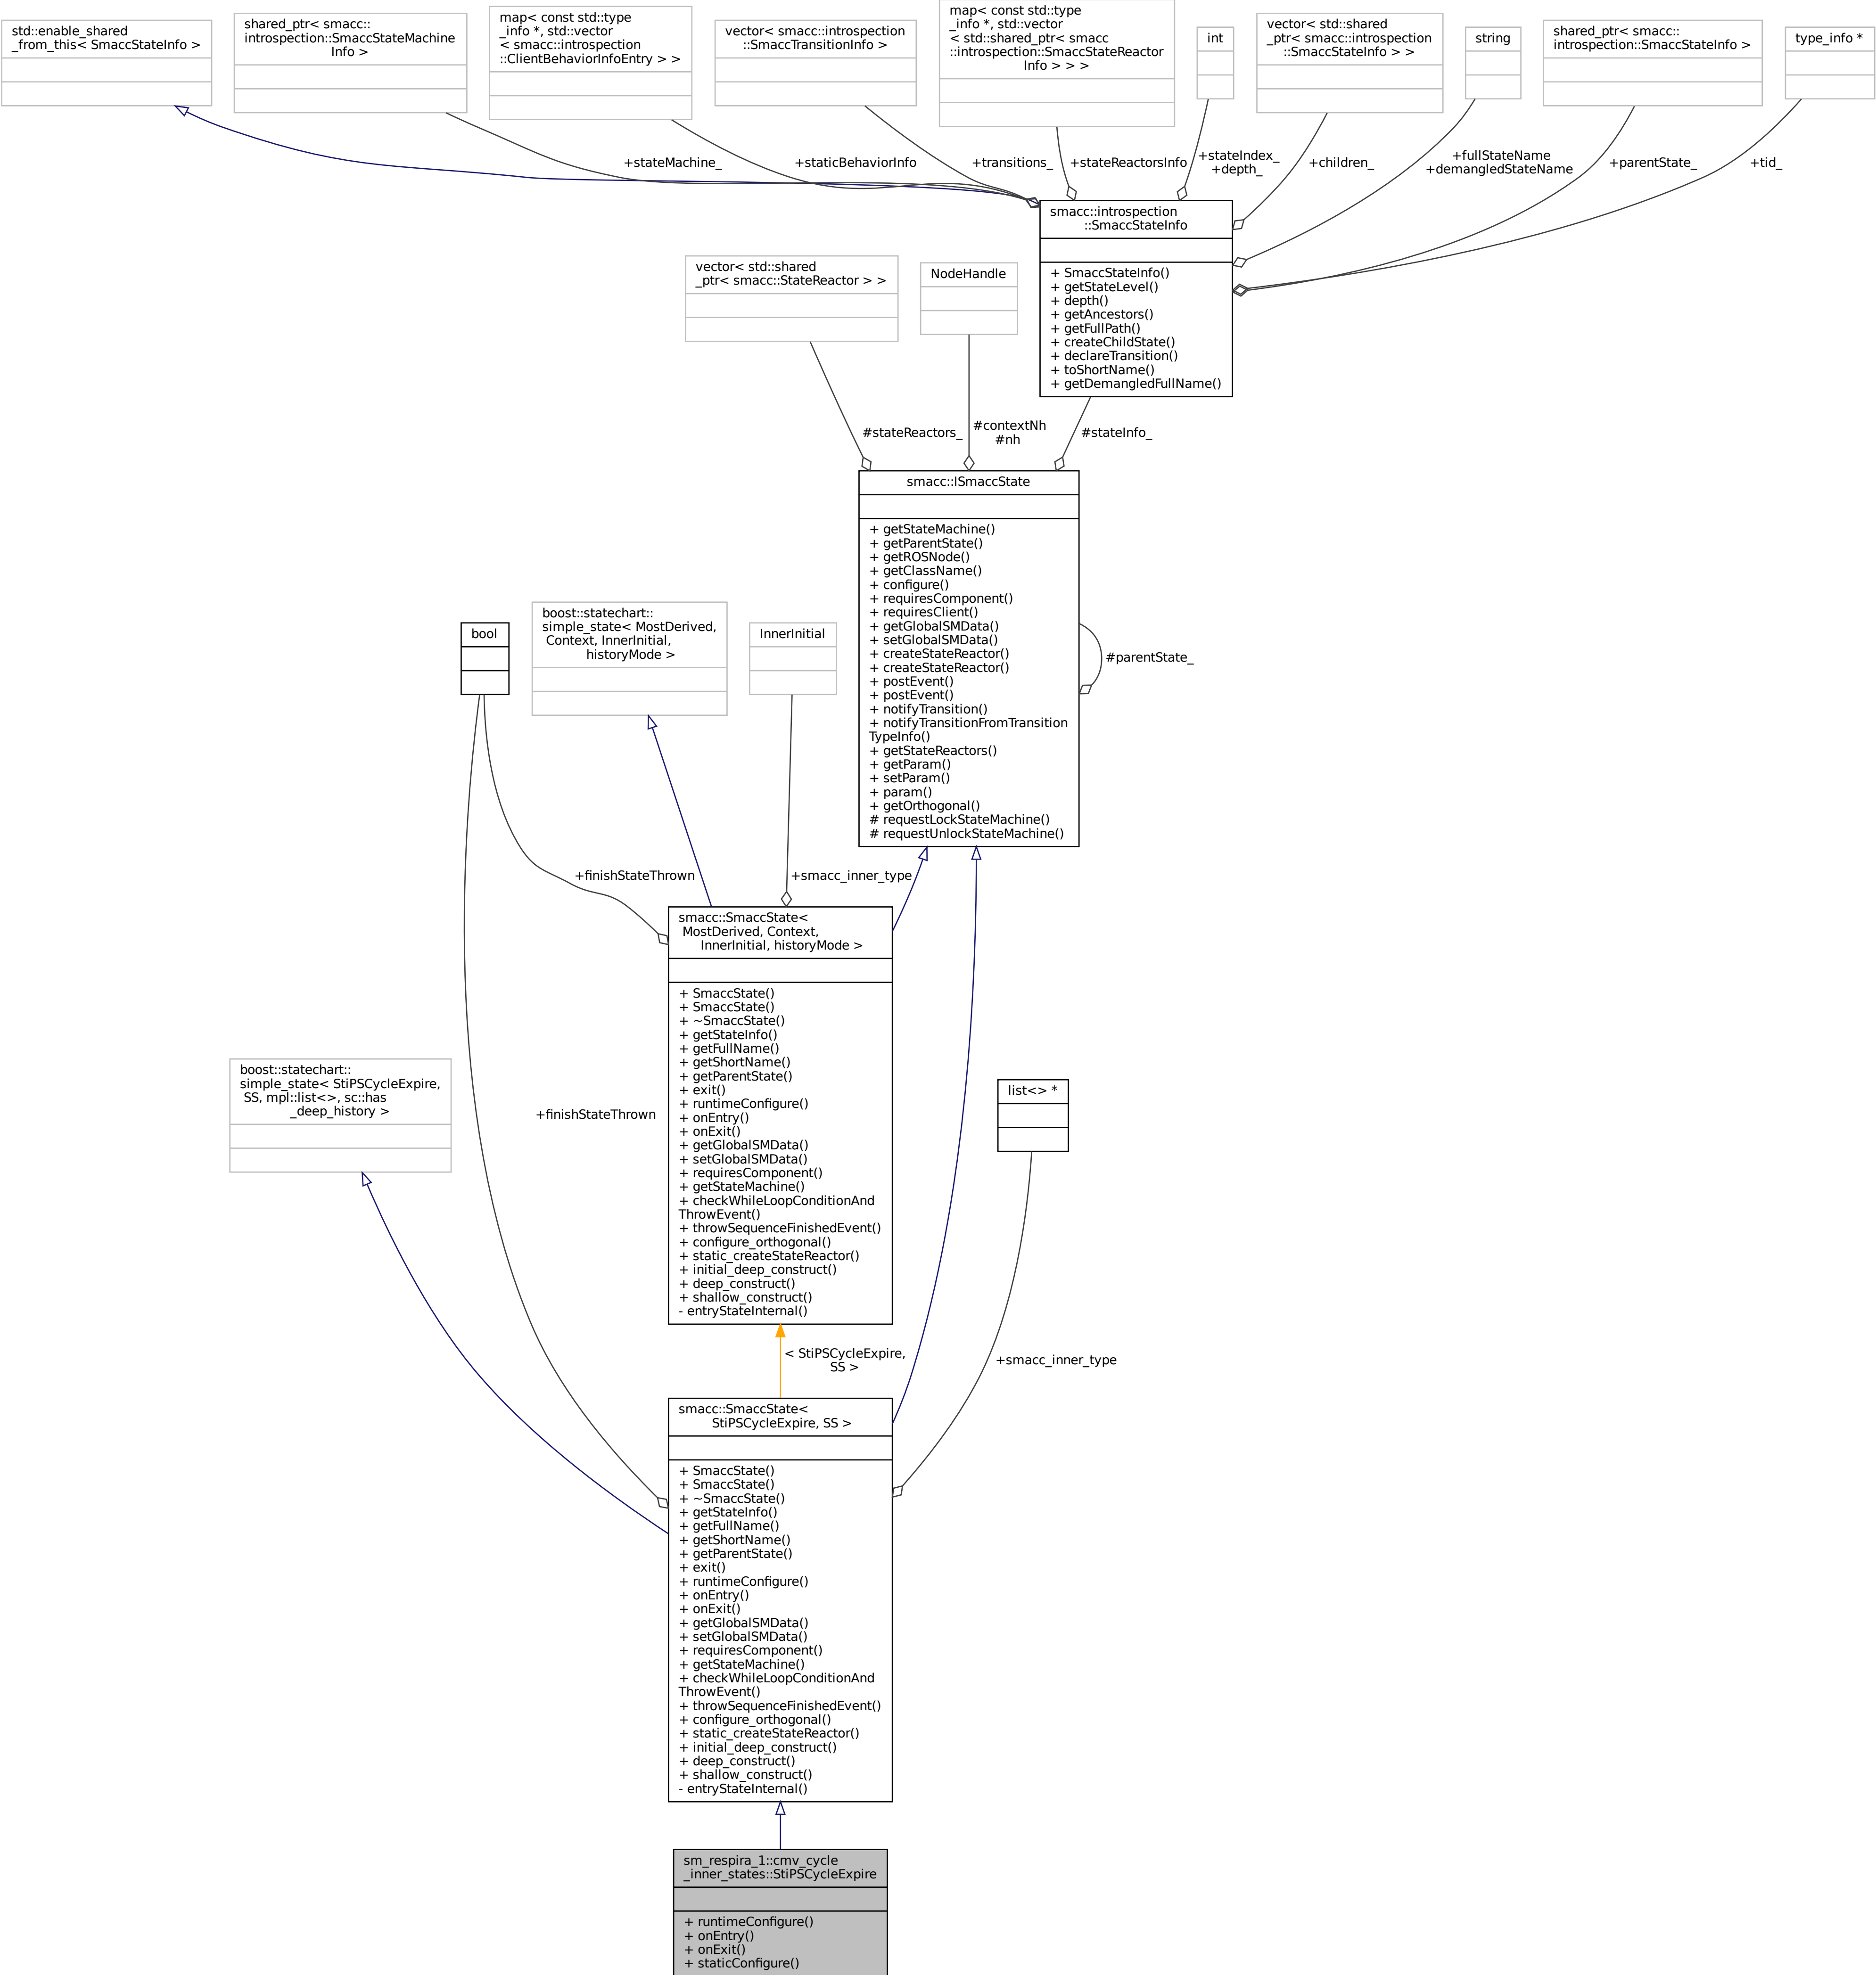 std::enable_shared
_from_this< SmaccStateInfo >
shared_ptr< smacc::
introspection::SmaccStateMachine
Info >
map< const std::type
_info *, std::vector
< smacc::introspection
::ClientBehaviorInfoEntry > >
vector< smacc::introspection
::SmaccTransitionInfo >
map< const std::type
_info *, std::vector
< std::shared_ptr< smacc
::introspection::SmaccStateReactor
Info > > >
int
vector< std::shared
_ptr< smacc::introspection
::SmaccStateInfo > >
string
shared_ptr< smacc::
introspection::SmaccStateInfo >
type_info *
+stateMachine_
+staticBehaviorInfo
+transitions_
+stateReactorsInfo
+stateIndex_
+depth_
+children_
+fullStateName
+demangledStateName
+parentState_
+tid_
smacc::introspection
::SmaccStateInfo
+ SmaccStateInfo()
+ getStateLevel()
+ depth()
+ getAncestors()
+ getFullPath()
+ createChildState()
+ declareTransition()
+ toShortName()
+ getDemangledFullName()
vector< std::shared
_ptr< smacc::StateReactor > >
NodeHandle
#stateReactors_
#contextNh
#nh
#stateInfo_
smacc::ISmaccState
+ getStateMachine()
+ getParentState()
+ getROSNode()
+ getClassName()
+ configure()
+ requiresComponent()
+ requiresClient()
+ getGlobalSMData()
+ setGlobalSMData()
+ createStateReactor()
+ createStateReactor()
+ postEvent()
+ postEvent()
+ notifyTransition()
+ notifyTransitionFromTransition
TypeInfo()
+ getStateReactors()
+ getParam()
+ setParam()
+ param()
+ getOrthogonal()
# requestLockStateMachine()
# requestUnlockStateMachine()
#parentState_
bool
boost::statechart::
simple_state< MostDerived,
Context, InnerInitial,
historyMode >
InnerInitial
+finishStateThrown
+smacc_inner_type
smacc::SmaccState<
MostDerived, Context,
InnerInitial, historyMode >
+ SmaccState()
+ SmaccState()
+ ~SmaccState()
+ getStateInfo()
+ getFullName()
+ getShortName()
+ getParentState()
+ exit()
+ runtimeConfigure()
+ onEntry()
+ onExit()
+ getGlobalSMData()
+ setGlobalSMData()
+ requiresComponent()
+ getStateMachine()
+ checkWhileLoopConditionAnd
ThrowEvent()
+ throwSequenceFinishedEvent()
+ configure_orthogonal()
+ static_createStateReactor()
+ initial_deep_construct()
+ deep_construct()
+ shallow_construct()
- entryStateInternal()
boost::statechart::
simple_state< StiPSCycleExpire,
SS, mpl::list<>, sc::has
_deep_history >
+finishStateThrown
list<> *
< StiPSCycleExpire,
SS >
+smacc_inner_type
smacc::SmaccState<
StiPSCycleExpire, SS >
+ SmaccState()
+ SmaccState()
+ ~SmaccState()
+ getStateInfo()
+ getFullName()
+ getShortName()
+ getParentState()
+ exit()
+ runtimeConfigure()
+ onEntry()
+ onExit()
+ getGlobalSMData()
+ setGlobalSMData()
+ requiresComponent()
+ getStateMachine()
+ checkWhileLoopConditionAnd
ThrowEvent()
+ throwSequenceFinishedEvent()
+ configure_orthogonal()
+ static_createStateReactor()
+ initial_deep_construct()
+ deep_construct()
+ shallow_construct()
- entryStateInternal()
sm_respira_1::cmv_cycle
_inner_states::StiPSCycleExpire
+ runtimeConfigure()
+ onEntry()
+ onExit()
+ staticConfigure()